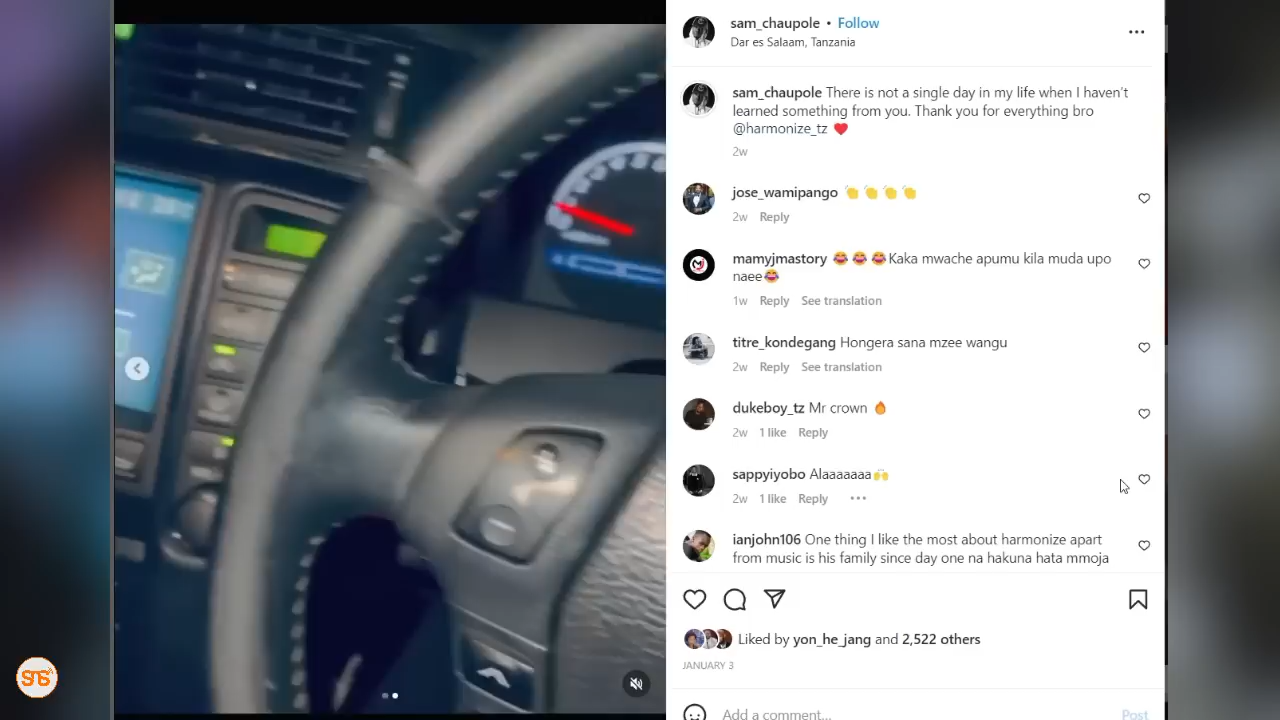 sam_chaupole • Follow
Dar es Salaam, Tanzania
sam_chaupole There is not a single day in my life when I haven't
learned something from you. Thank you for everything bro
@harmonize_tz ❤️
2w
jose_wamipango 👏👏👏👏
2w Reply
mamyjmastory 😂😂😂Kaka mwache apumu kila muda upo
naee😂
1w Reply See translation
titre_kondegang Hongera sana mzee wangu
2w Reply See translation
dukeboy_tz Mr crown 🔥
2w 1 like Reply
sappyiyobo Alaaaaaaa🙌
2w 1 like Reply
ianjohn106 One thing I like the most about harmonize apart
from music is his family since day one na hakuna hata mmoja
Liked by yon_he_jang and 2,522 others
JANUARY 3
Add a comment...
Post